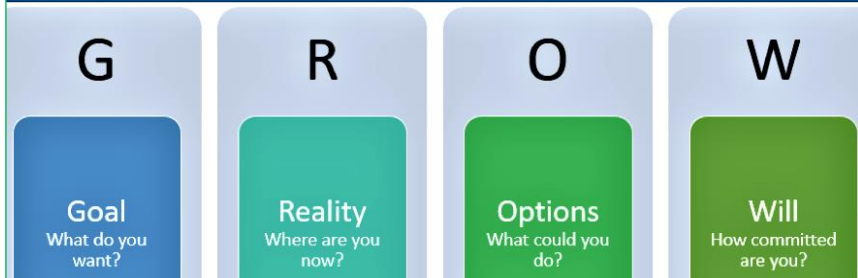 G
R
O
W
Goal
What do you
want?
Reality
Where are you
now?
Options
What could you
do?
Will
How committed
are you?